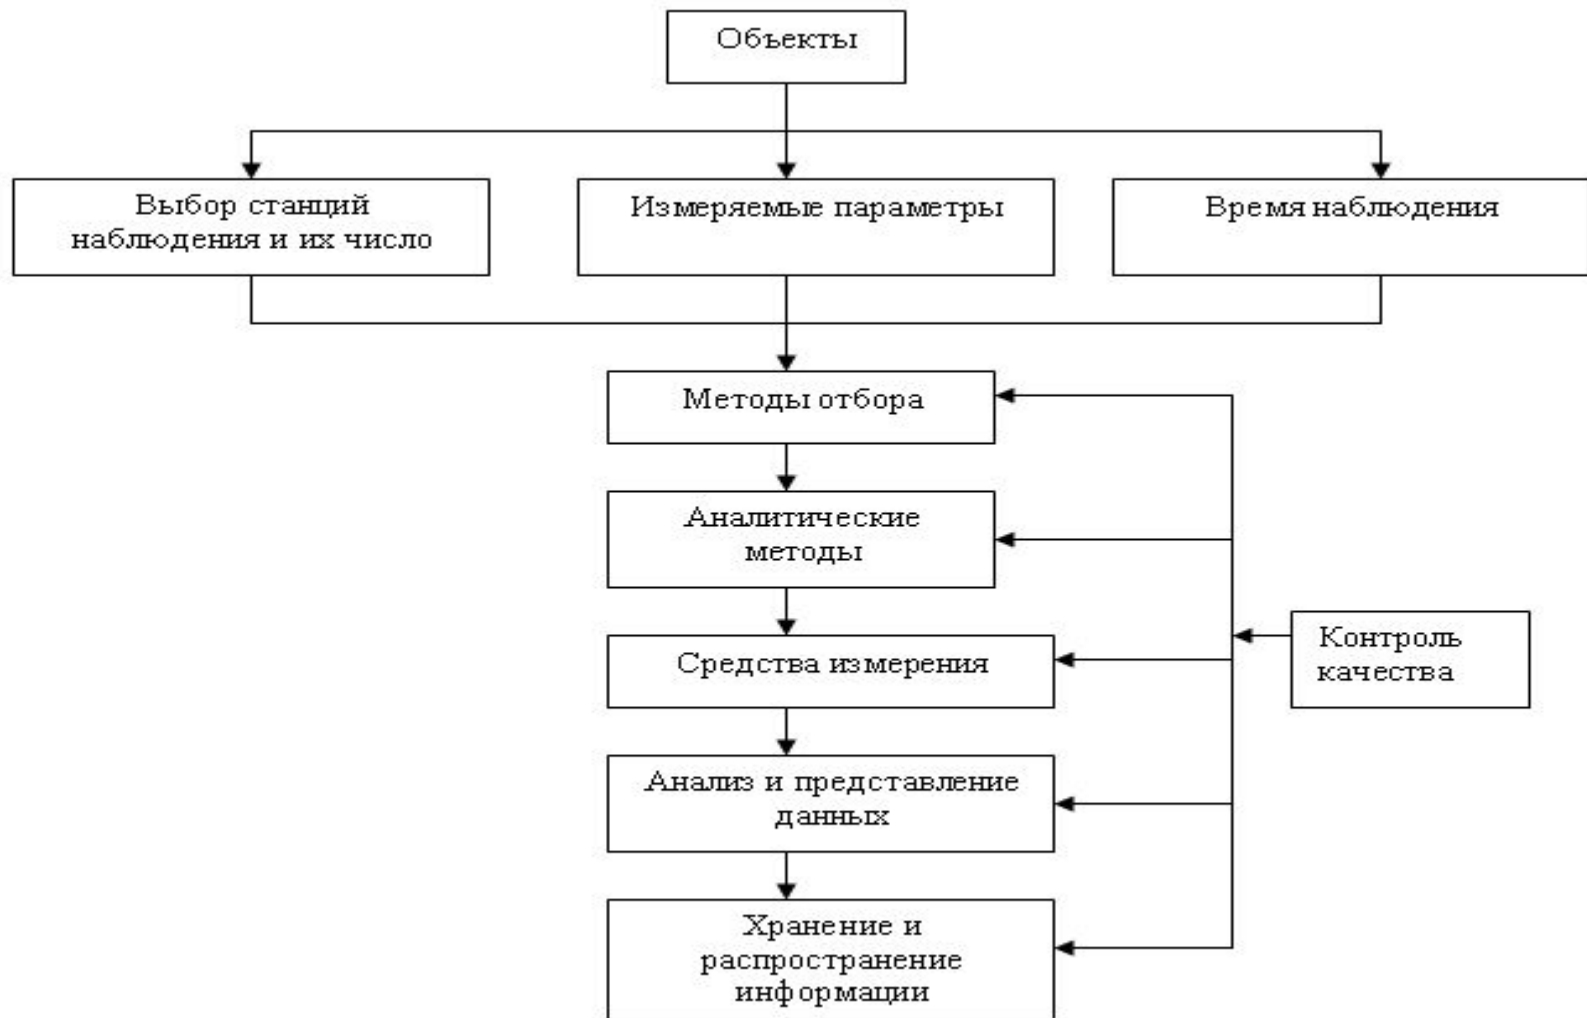 Объекты
Выбор станций
наблюдения и их число
Измеряемые параметры
Время наблюдения
Методы отбора
Аналитические
методы
Средства измерения
Контроль
качества
Анализ и представление
данных
Хранение и
распространение
информации